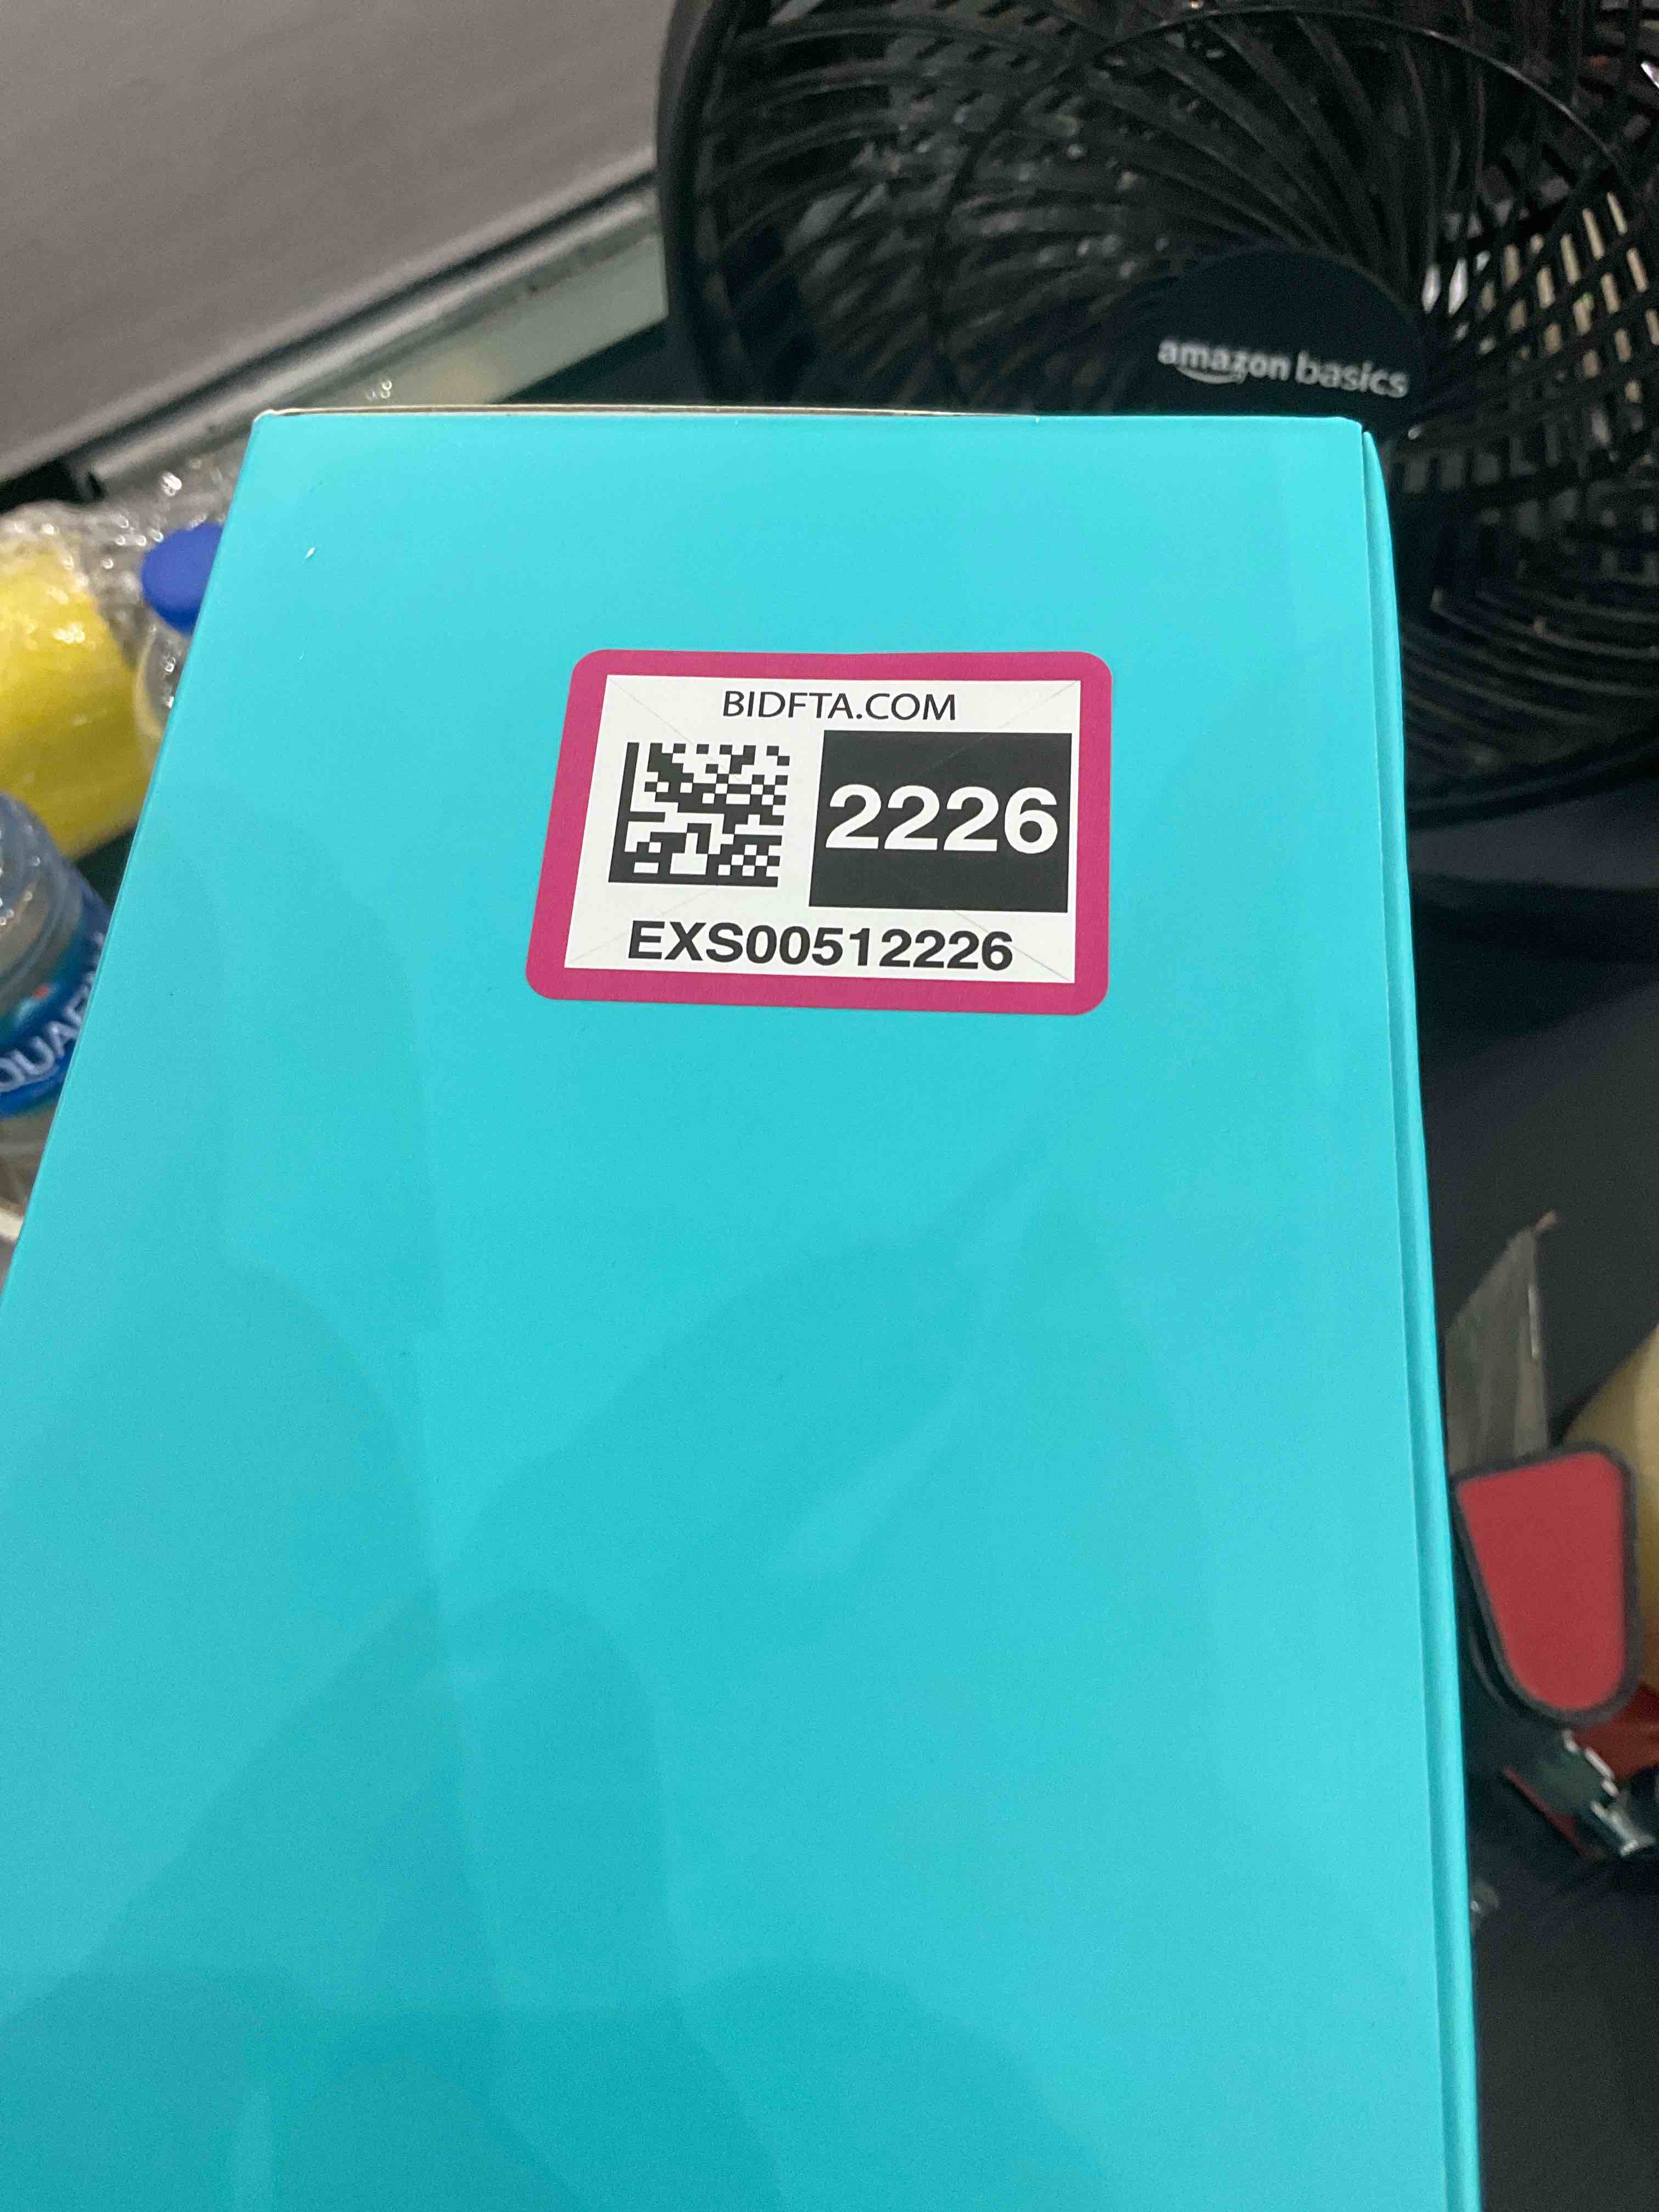 amazon basics
BIDFTA.COM
2226
EXS00512226